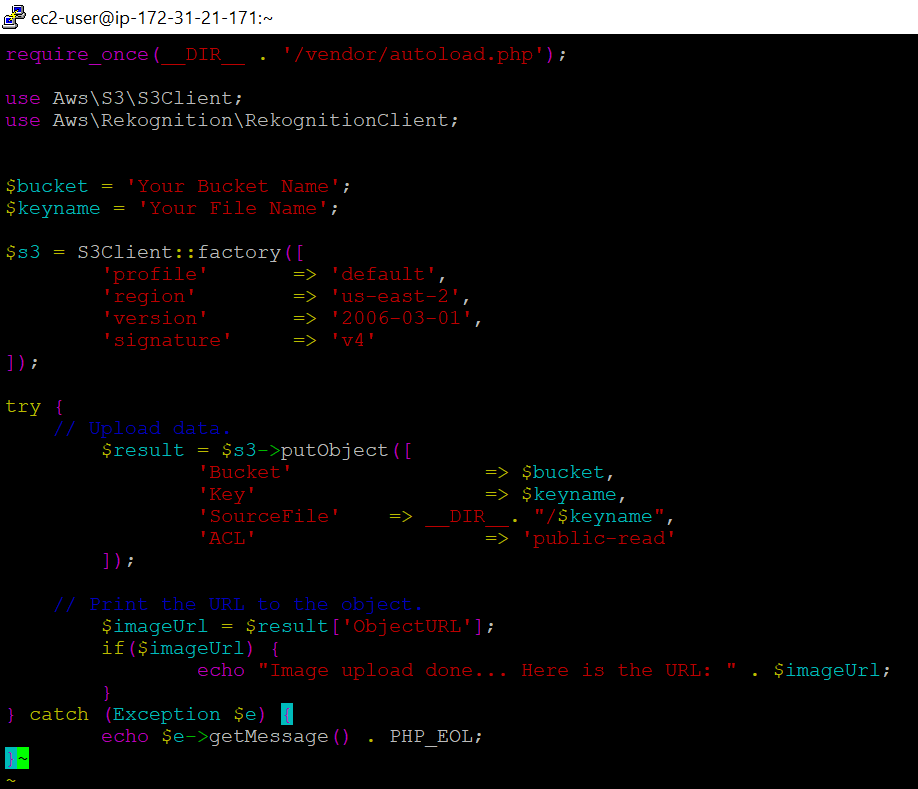 ec2-user@ip-172-31-21-171:~
require_once(__DIR__ . '/vendor/autoload.php');
use Aws\S3\S3Client;
use Aws\Rekognition\RekognitionClient;
$bucket = 'Your Bucket Name';
$keyname = 'Your File Name';
$s3 = S3Client::factory([
        'profile'       => 'default',
        'region'        => 'us-east-2',
        'version'       => '2006-03-01',
        'signature'     => 'v4'
]);
try {
    // Upload data.
        $result = $s3->putObject([
                'Bucket'                => $bucket,
                'Key'                   => $keyname,
                'SourceFile'    => __DIR__. "/$keyname",
                'ACL'                   => 'public-read'
        ]);
    // Print the URL to the object.
        $imageUrl = $result['ObjectURL'];
        if($imageUrl) {
                echo "Image upload done... Here is the URL: " . $imageUrl;
        }
} catch (Exception $e) {
        echo $e->getMessage() . PHP_EOL;
}~
~